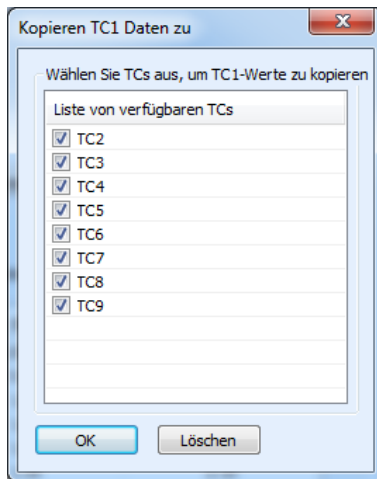 Kopieren TC1 Daten zu
Wählen Sie TCs aus, um TC1-Werte zu kopieren
Liste von verfügbaren TCs
TC2
TC3
TC4
TC5
TC6
TC7
TC8
TC9
OK Löschen